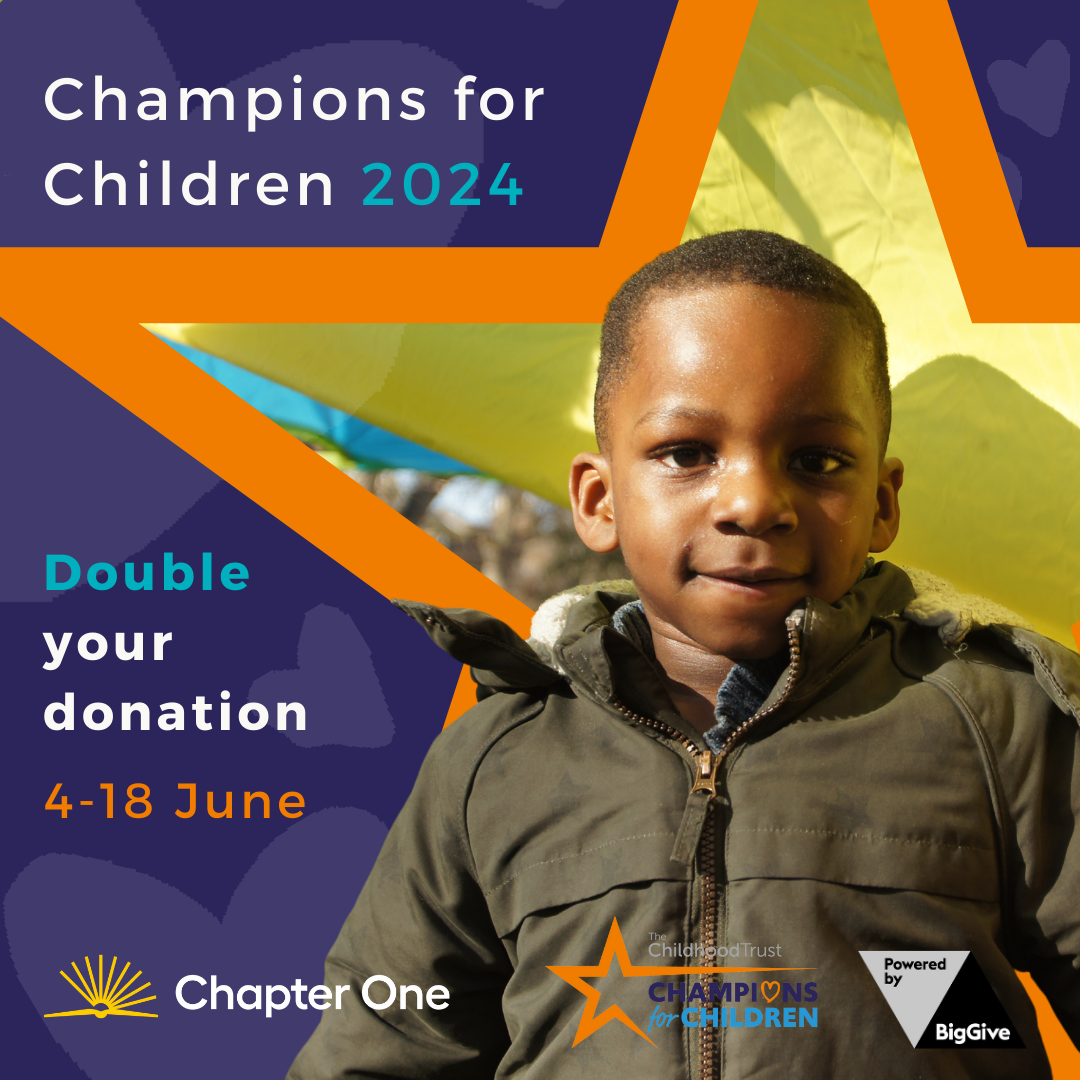 Champions for
Children 2024
Double
your
donation
4-18 June
Chapter One
The
ChildhoodTrust
CHAMPIONS
for CHILDREN
Powered
by
BigGive